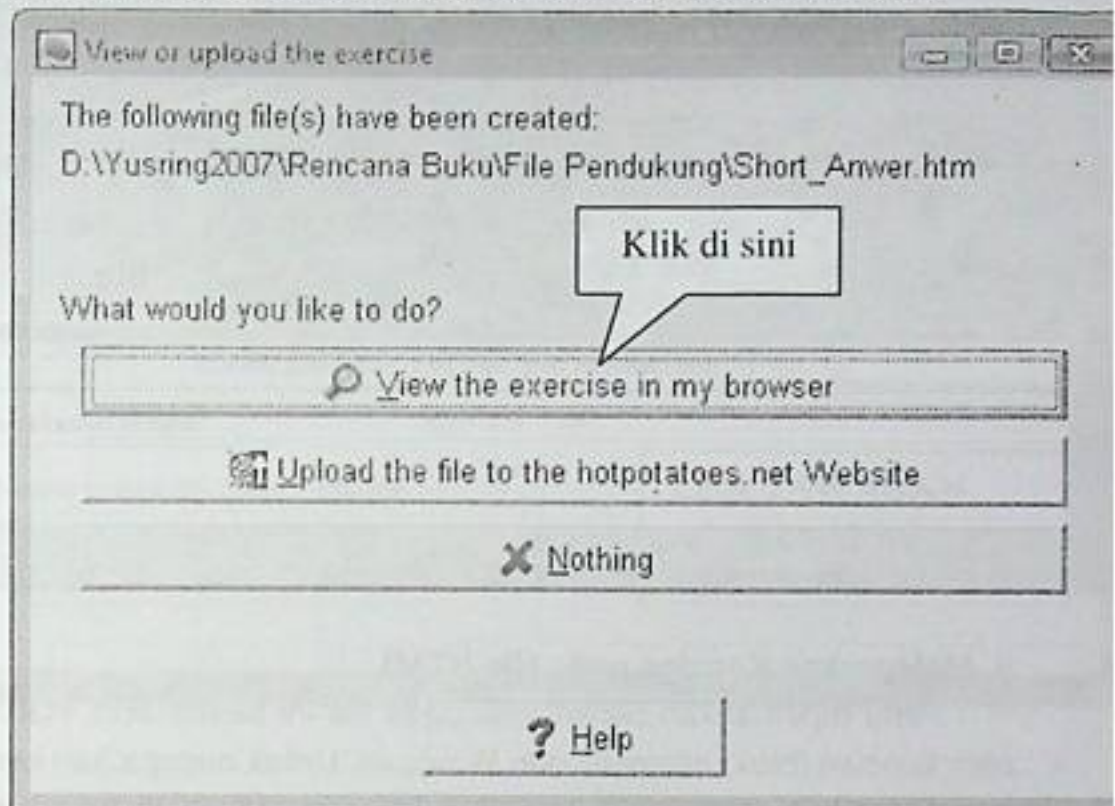 View or upload the exercise
The following file(s) have been created:
D:\Yusring2007\Rencana Buku\File Pendukung\Short_Anwer.htm
Klik di sini
What would you like to do?
View the exercise in my browser
Upload the file to the hotpotatoes.net Website
Nothing
? Help